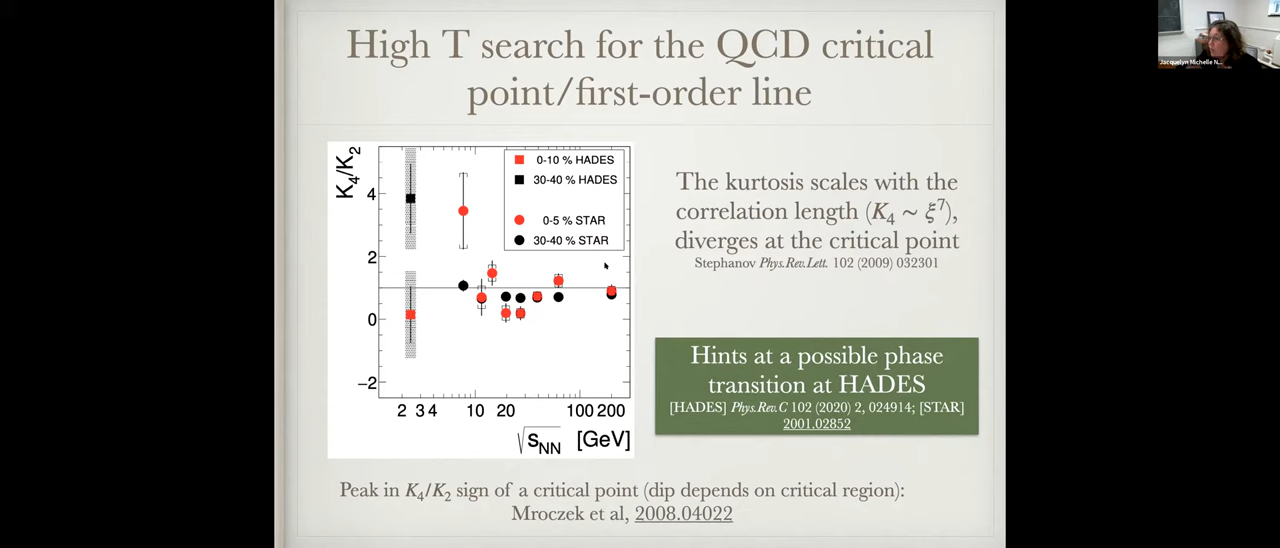 High T search for the QCD critical
point/first-order line
Jacquelyn Michelle N...
K4/K2
4
2
0
−2
0-10 % HADES
30-40 % HADES
0-5 % STAR
30-40 % STAR
2 3 4 10 20 100 200
√sNN [GeV]
The kurtosis scales with the
correlation length (K₄ ~ ξ⁷),
diverges at the critical point
Stephanov Phys.Rev.Lett. 102 (2009) 032301
Hints at a possible phase
transition at HADES
[HADES] Phys.Rev.C 102 (2020) 2, 024914; [STAR]
2001.02852
Peak in K₄/K₂ sign of a critical point (dip depends on critical region):
Mroczek et al, 2008.04022